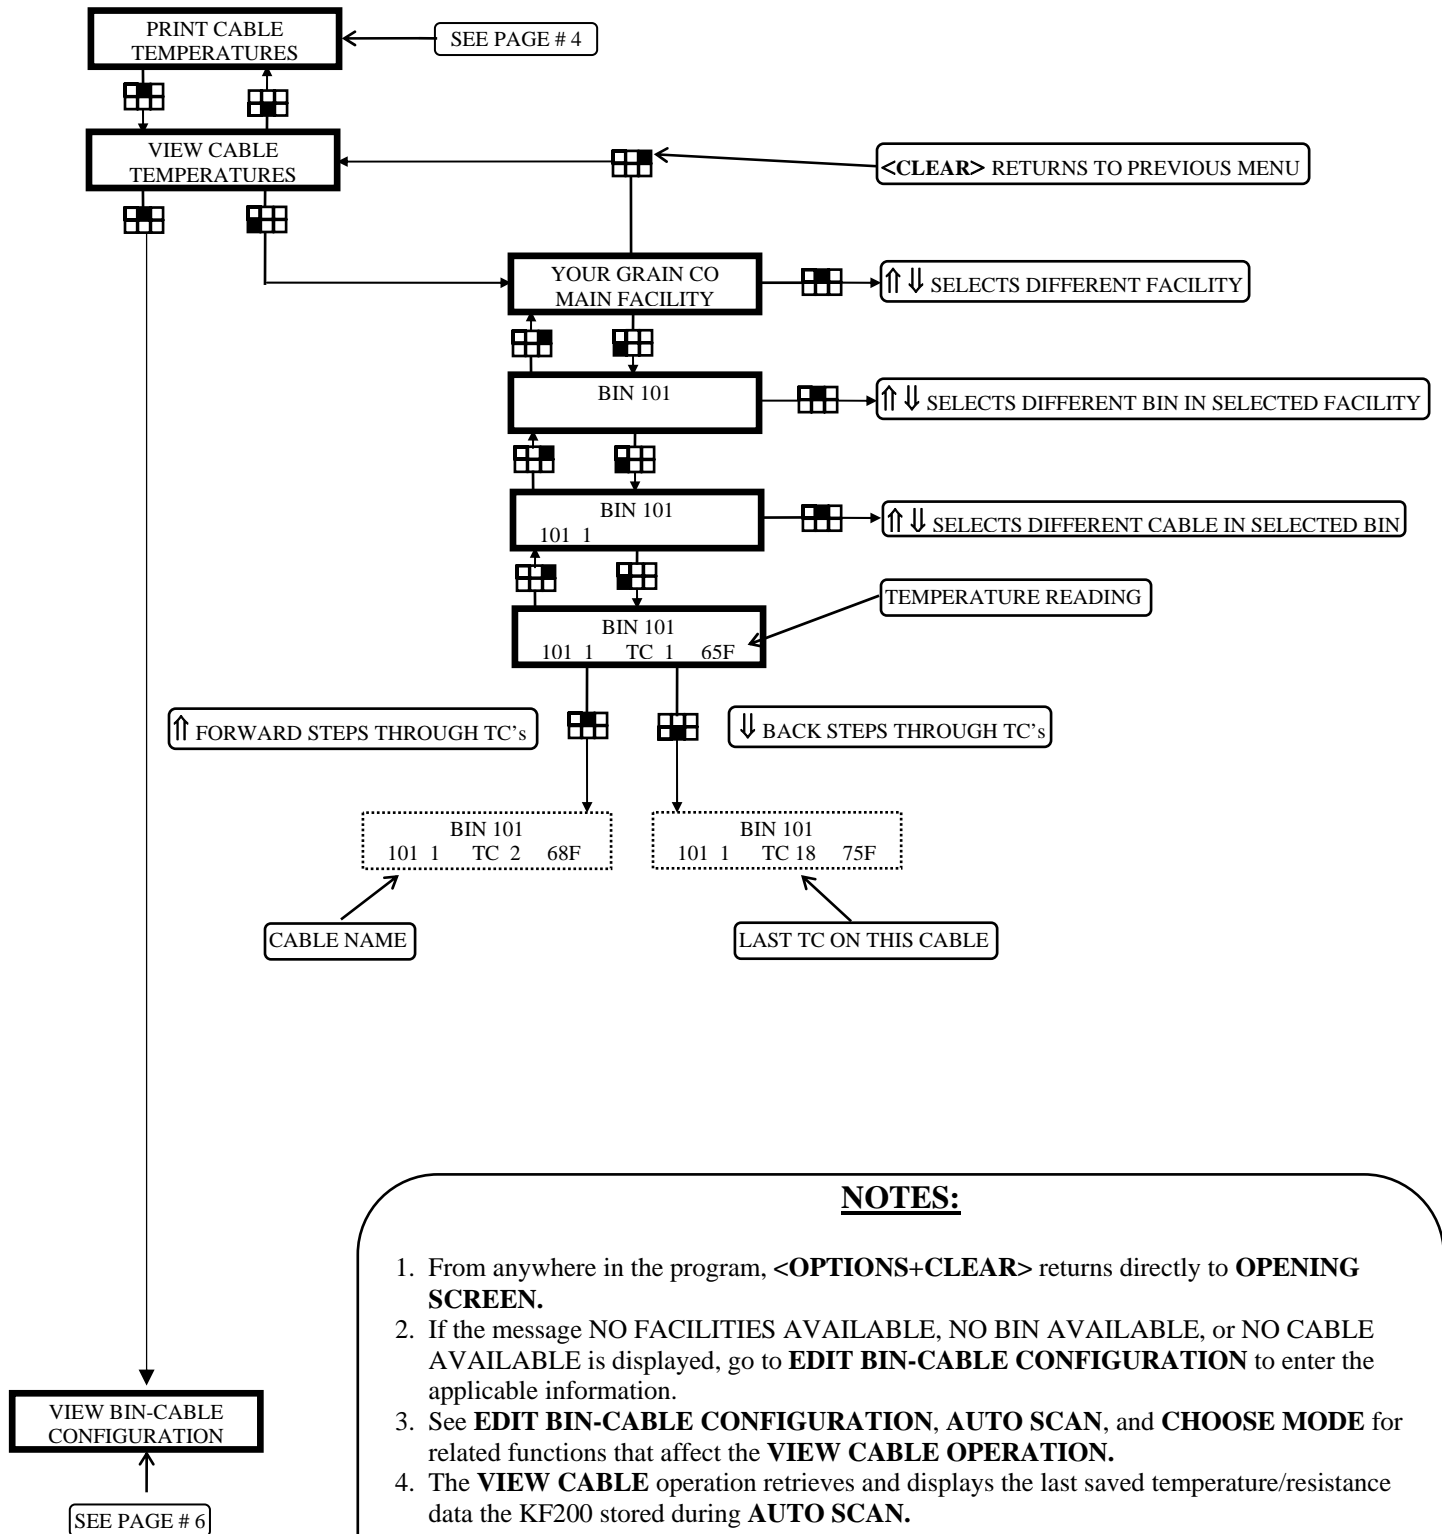 PRINT CABLE
TEMPERATURES
SEE PAGE # 4
VIEW CABLE
TEMPERATURES
<CLEAR> RETURNS TO PREVIOUS MENU
YOUR GRAIN CO
MAIN FACILITY
⇑ ⇓ SELECTS DIFFERENT FACILITY
BIN 101
⇑ ⇓ SELECTS DIFFERENT BIN IN SELECTED FACILITY
BIN 101
101 1
⇑ ⇓ SELECTS DIFFERENT CABLE IN SELECTED BIN
TEMPERATURE READING
BIN 101
101 1 TC 1 65F
⇑ FORWARD STEPS THROUGH TC's
⇓ BACK STEPS THROUGH TC's
BIN 101
101 1 TC 2 68F
BIN 101
101 1 TC 18 75F
CABLE NAME
LAST TC ON THIS CABLE
NOTES:
1. From anywhere in the program, <OPTIONS+CLEAR> returns directly to OPENING
SCREEN.
2. If the message NO FACILITIES AVAILABLE, NO BIN AVAILABLE, or NO CABLE
AVAILABLE is displayed, go to EDIT BIN-CABLE CONFIGURATION to enter the
applicable information.
3. See EDIT BIN-CABLE CONFIGURATION, AUTO SCAN, and CHOOSE MODE for
related functions that affect the VIEW CABLE OPERATION.
4. The VIEW CABLE operation retrieves and displays the last saved temperature/resistance
data the KF200 stored during AUTO SCAN.
VIEW BIN-CABLE
CONFIGURATION
SEE PAGE # 6